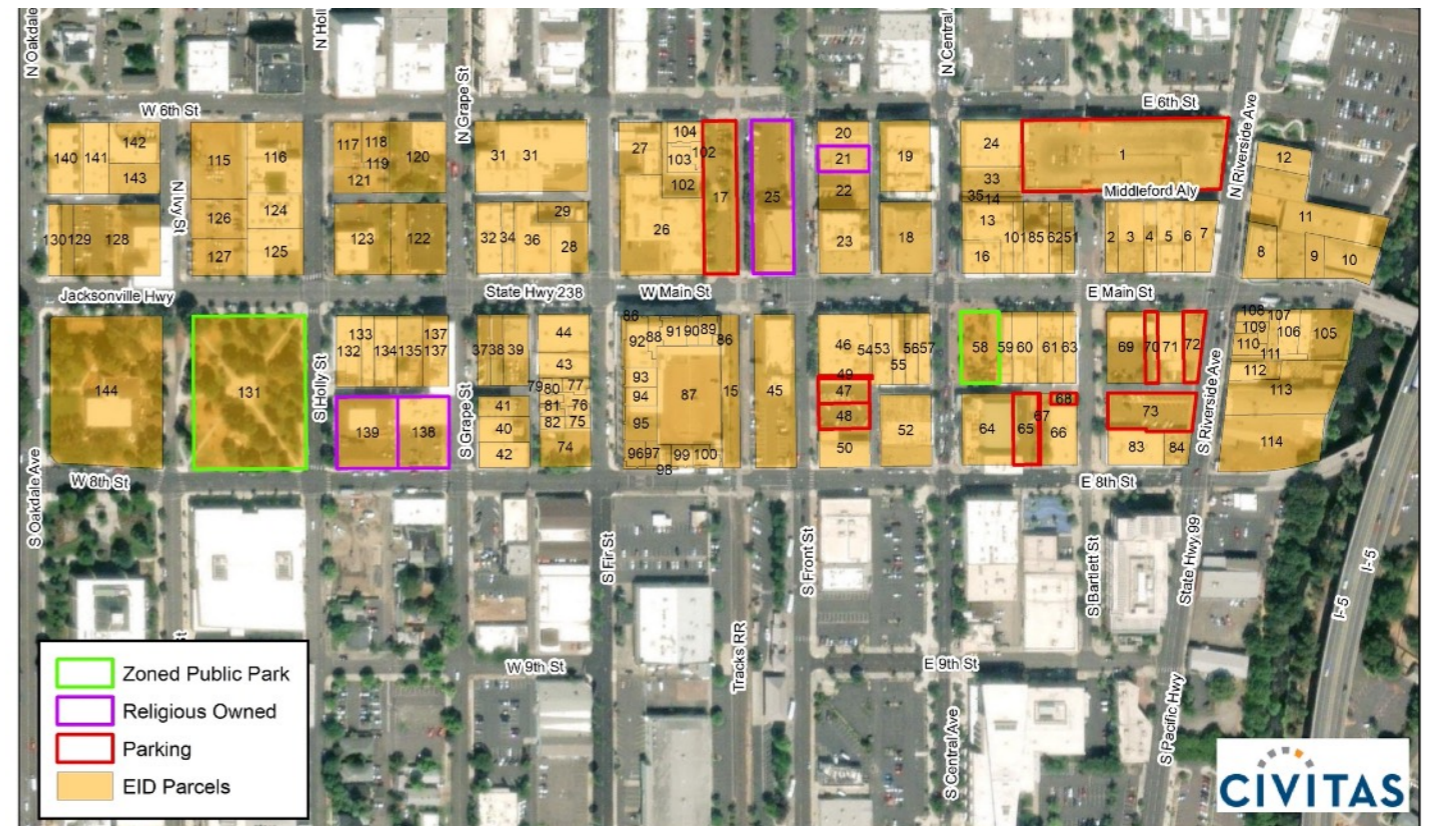 N Oakdale
N Holl
N Grape St
N Central
W 6th St
E 6th St
N Riverside Ave
140 141 142
143
115 116
117 118
119 120
121
31 31
27 104
103 102
102
17
25
20
21
22
19
24
33
35 14
1
Middleford Aly
12
N Ivy St
130 129 128
126 124
127 125
123 122
32 34 36 29
28
26
23 18
13
16 10 185 62 51
2 3 4 5 6 7
11
8 9 10
Jacksonville Hwy
State Hwy 238
W Main St
E Main St
144
131
S Holly St
133 137
132 134 135 137
139 138
S Grape St
37 38 39 44
43
79 80 77
41 81 76
40 82 75
42 74
88 91 90 89
92 86
93
94 87 15
95
96 97 99 100
98
45
46 54 53 56 57
55
49
47
48
50 52
58 59 60 61 63
64 65 67 68
66
69 70 71 72
73
83 84
S Riverside Ave
108 107
109 106 105
110
111
112
113
114
S Oakdale Ave
W 8th St
E 8th St
S Fir St
S Front St
S Bartlett St
State Hwy 99
I-5
I-5
W 9th St
Tracks RR
E 9th St
S Central Ave
S Pacific Hwy
Zoned Public Park
Religious Owned
Parking
EID Parcels
CIVITAS